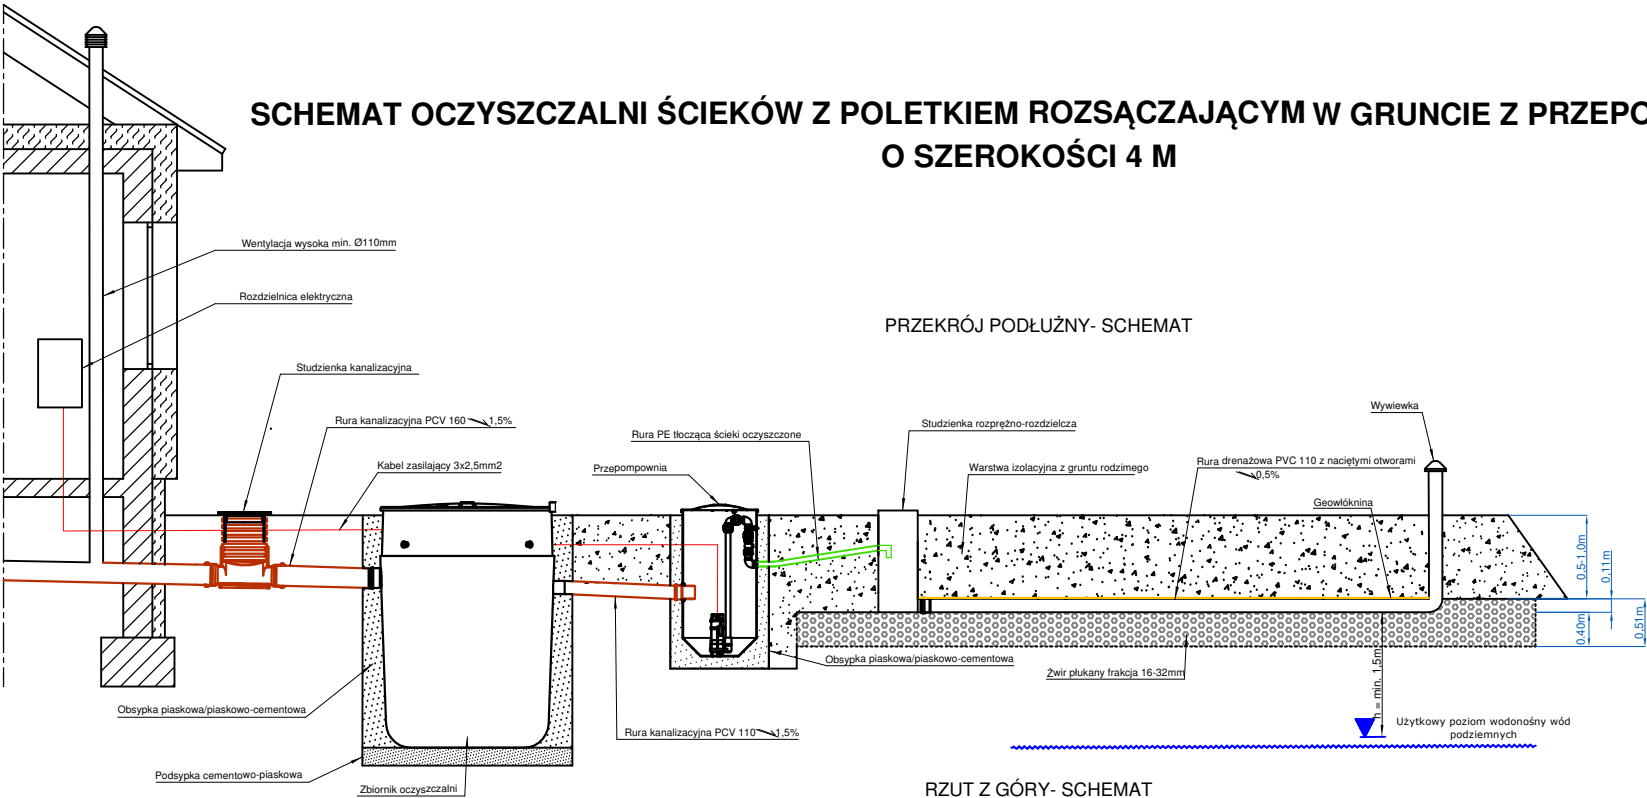 SCHEMAT OCZYSZCZALNI ŚCIEKÓW Z POLETKIEM ROZSĄCZAJĄCYM W GRUNCIE Z PRZEPO
O SZEROKOŚCI 4 M
Wentylacja wysoka min. Ø110mm
Rozdzielnica elektryczna
PRZEKRÓJ PODŁUŻNY- SCHEMAT
Studzienka kanalizacyjna
Rura kanalizacyjna PCV 160 1,5%
Kabel zasilający 3x2,5mm2
Rura PE tłocząca ścieki oczyszczone
Przepompownia
Studzienka rozprężno-rozdzielcza
Warstwa izolacyjna z gruntu rodzimego
Wywiewka
Rura drenażowa PVC 110 z naciętymi otworami
0,5%
Geowłóknina
0,5-1,0m
0,11m
0,40m
0,51m
Obsypka piaskowa/piaskowo-cementowa
Żwir płukany frakcja 16-32mm
h = min. 1,5m
Użytkowy poziom wodonośny wód
podziemnych
Obsypka piaskowa/piaskowo-cementowa
Rura kanalizacyjna PCV 110 1,5%
Podsypka cementowo-piaskowa
Zbiornik oczyszczalni
RZUT Z GÓRY- SCHEMAT